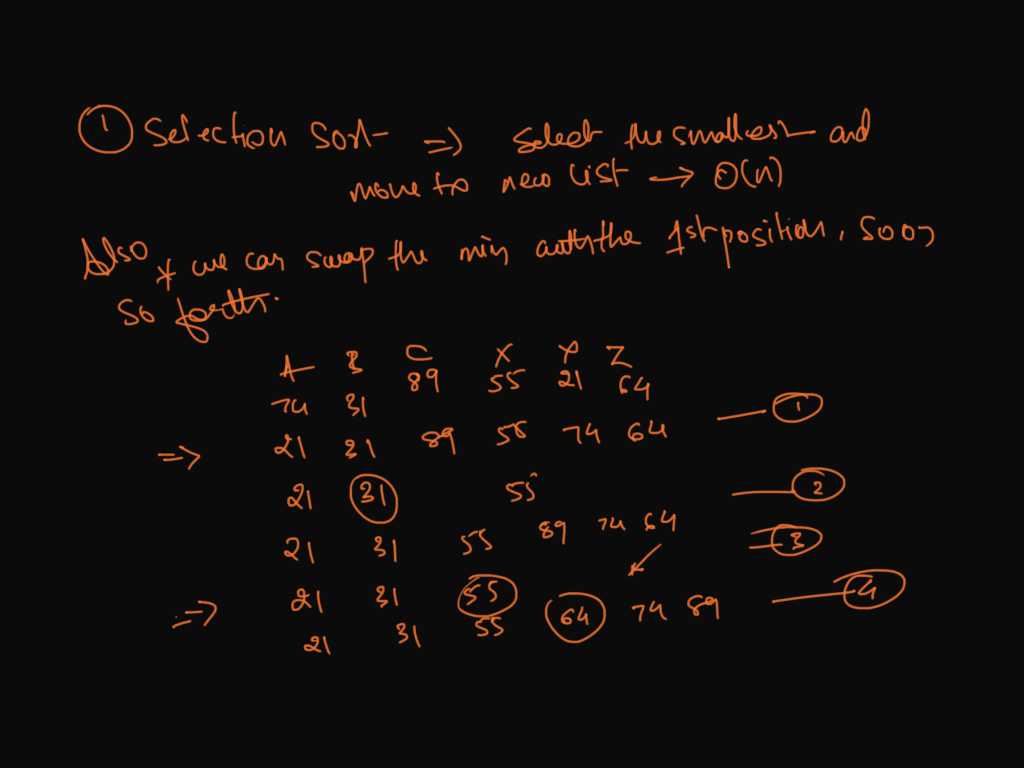 ① Selection Sort => Select the smallest and
move to new list → O(n)
Also * we can swap the min with the 1st position, so on
so forth.
A B C X Y Z
74 31 89 55 21 64
=> 21 31 89 55 74 64 — ①
21 31 55 — ②
21 31 55 89 74 64 = ③
=> 21 31 55 64 74 89 — ④
21 31 55